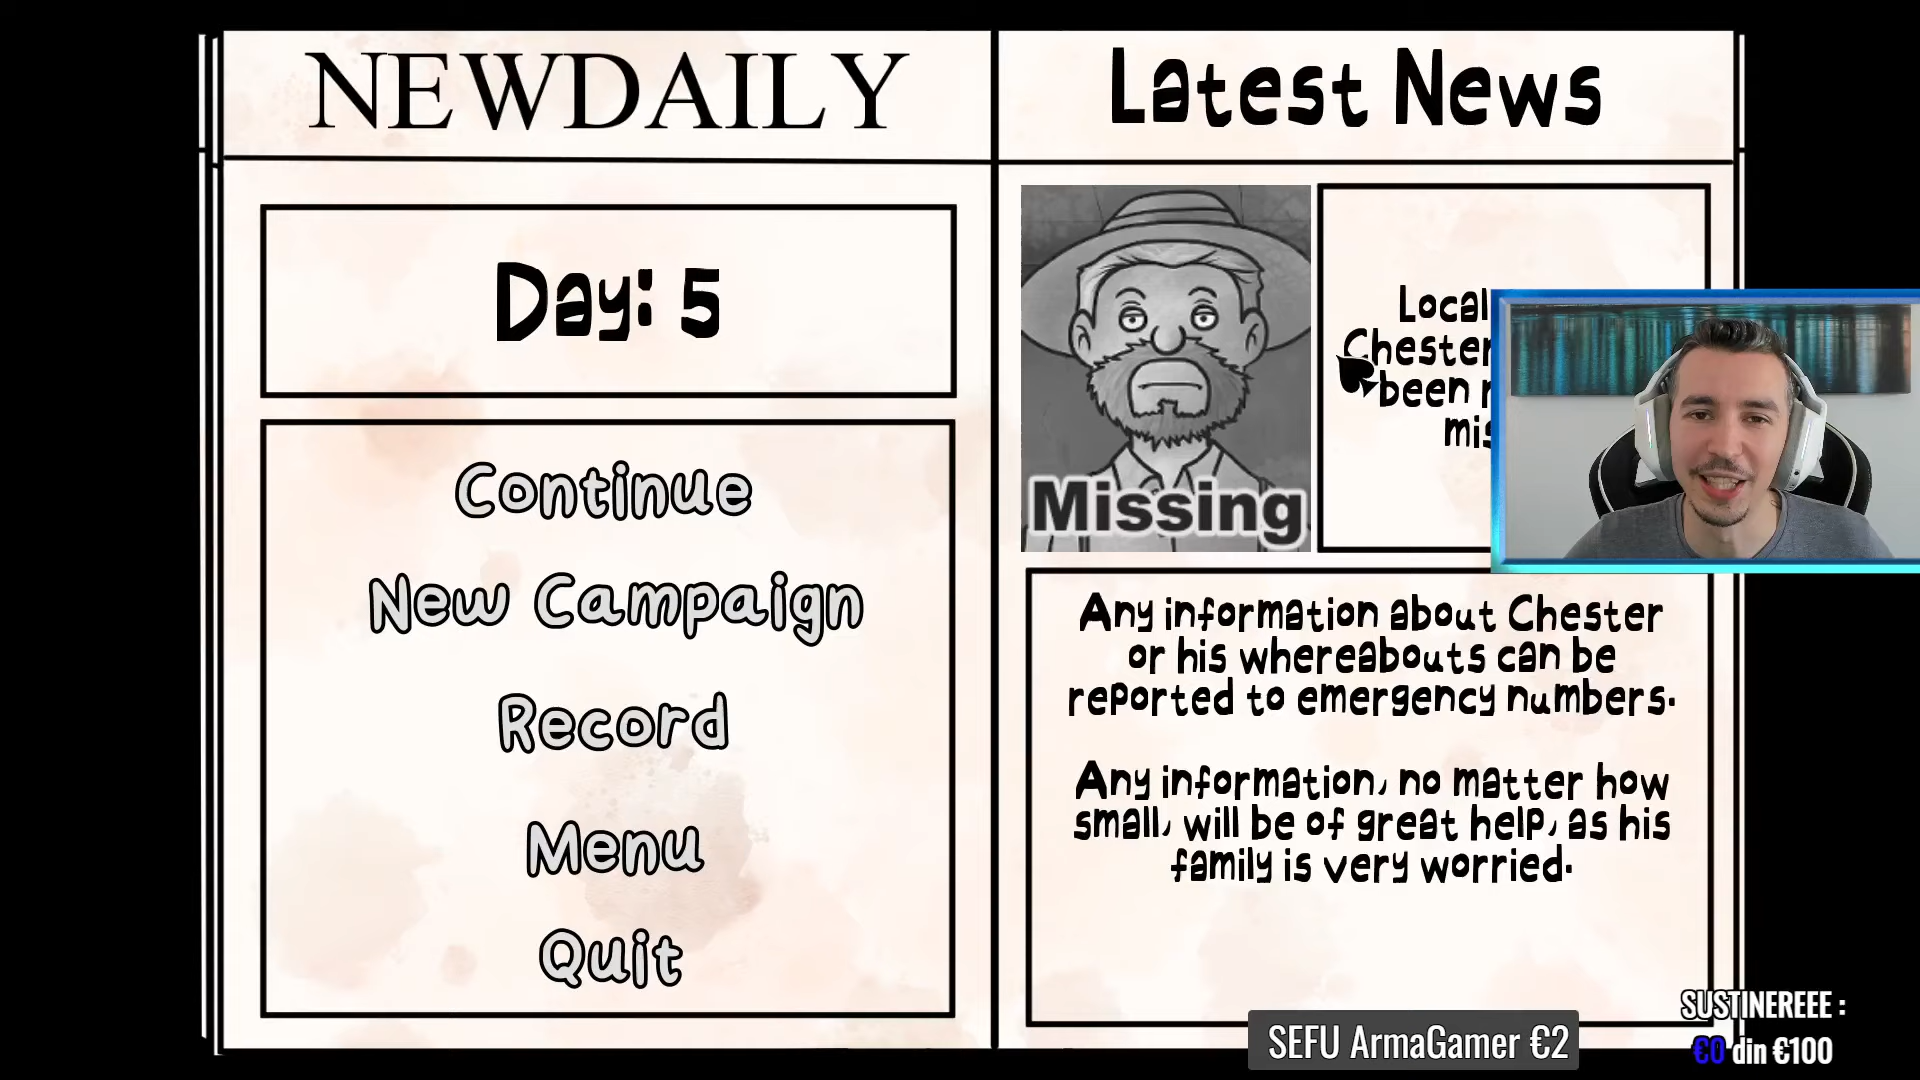 NEWDAILY
Latest News
Day: 5
Continue
New Campaign
Record
Menu
Quit
Missing
Local
Chester
been
Any information about Chester
or his whereabouts can be
reported to emergency numbers.
Any information, no matter how
small, will be of great help, as his
family is very worried.
SEFU ArmaGamer €2
SUSTINEREEE :
€0 din €100